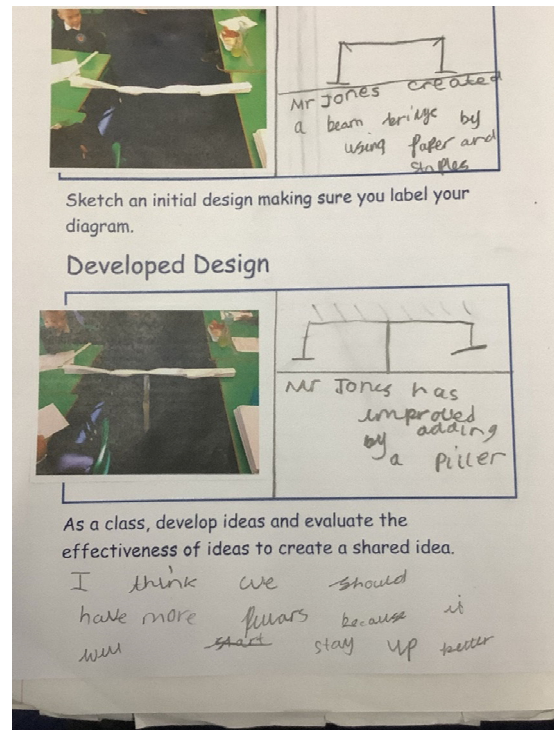 Mr Jones created
a beam bridge by
using paper and
staples
Sketch an initial design making sure you label your
diagram.
Developed Design
Mr Jones has
improved
by adding
a piller
As a class, develop ideas and evaluate the
effectiveness of ideas to create a shared idea.
I think we should
have more because it
will start stay up better